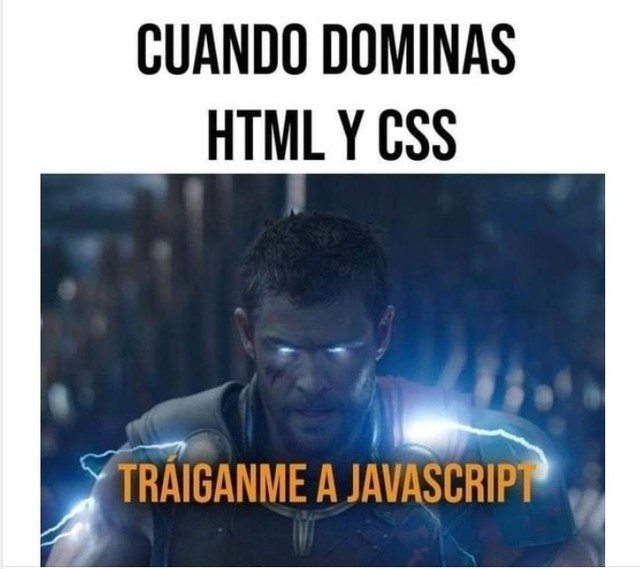 CUANDO DOMINAS
HTML Y CSS
TRÁIGANME A JAVASCRIPT